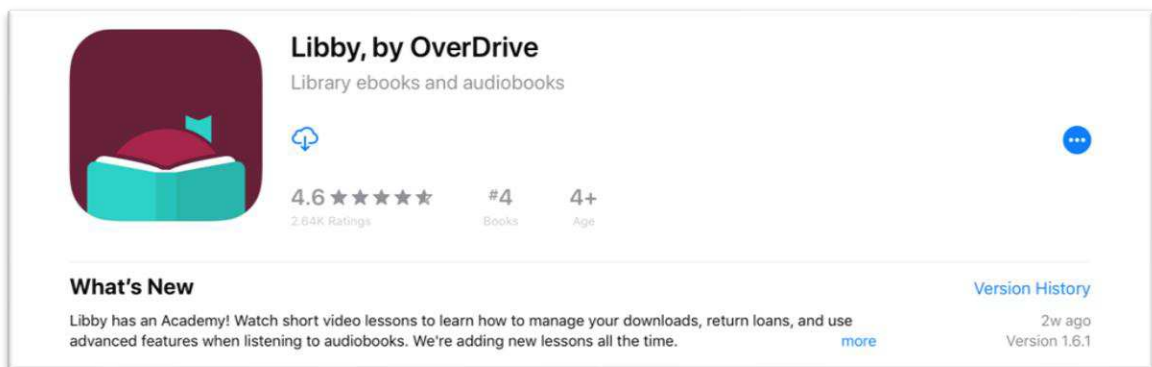 Libby, by OverDrive
Library ebooks and audiobooks
4.6 #4 4+
2.64K Ratings Books Age
What's New Version History
Libby has an Academy! Watch short video lessons to learn how to manage your downloads, return loans, and use 2w ago
advanced features when listening to audiobooks. We're adding new lessons all the time. more Version 1.6.1